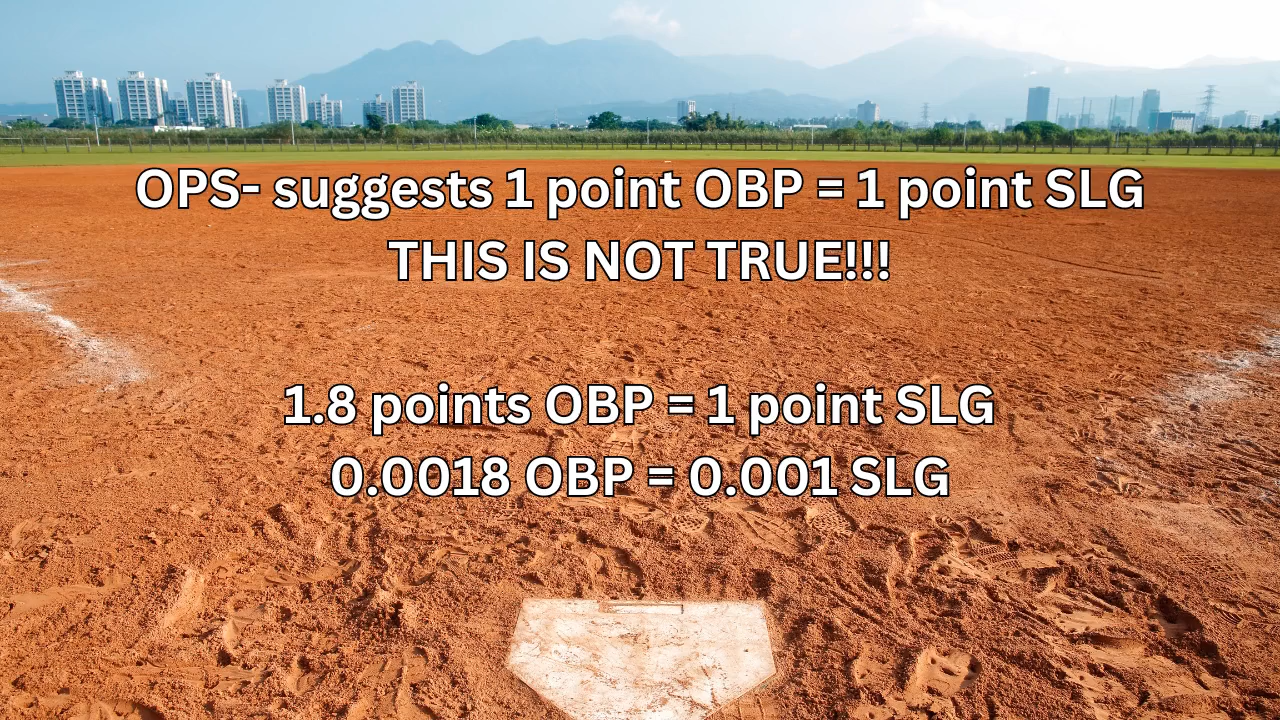 OPS- suggests 1 point OBP = 1 point SLG
THIS IS NOT TRUE!!!
1.8 points OBP = 1 point SLG
0.0018 OBP = 0.001 SLG